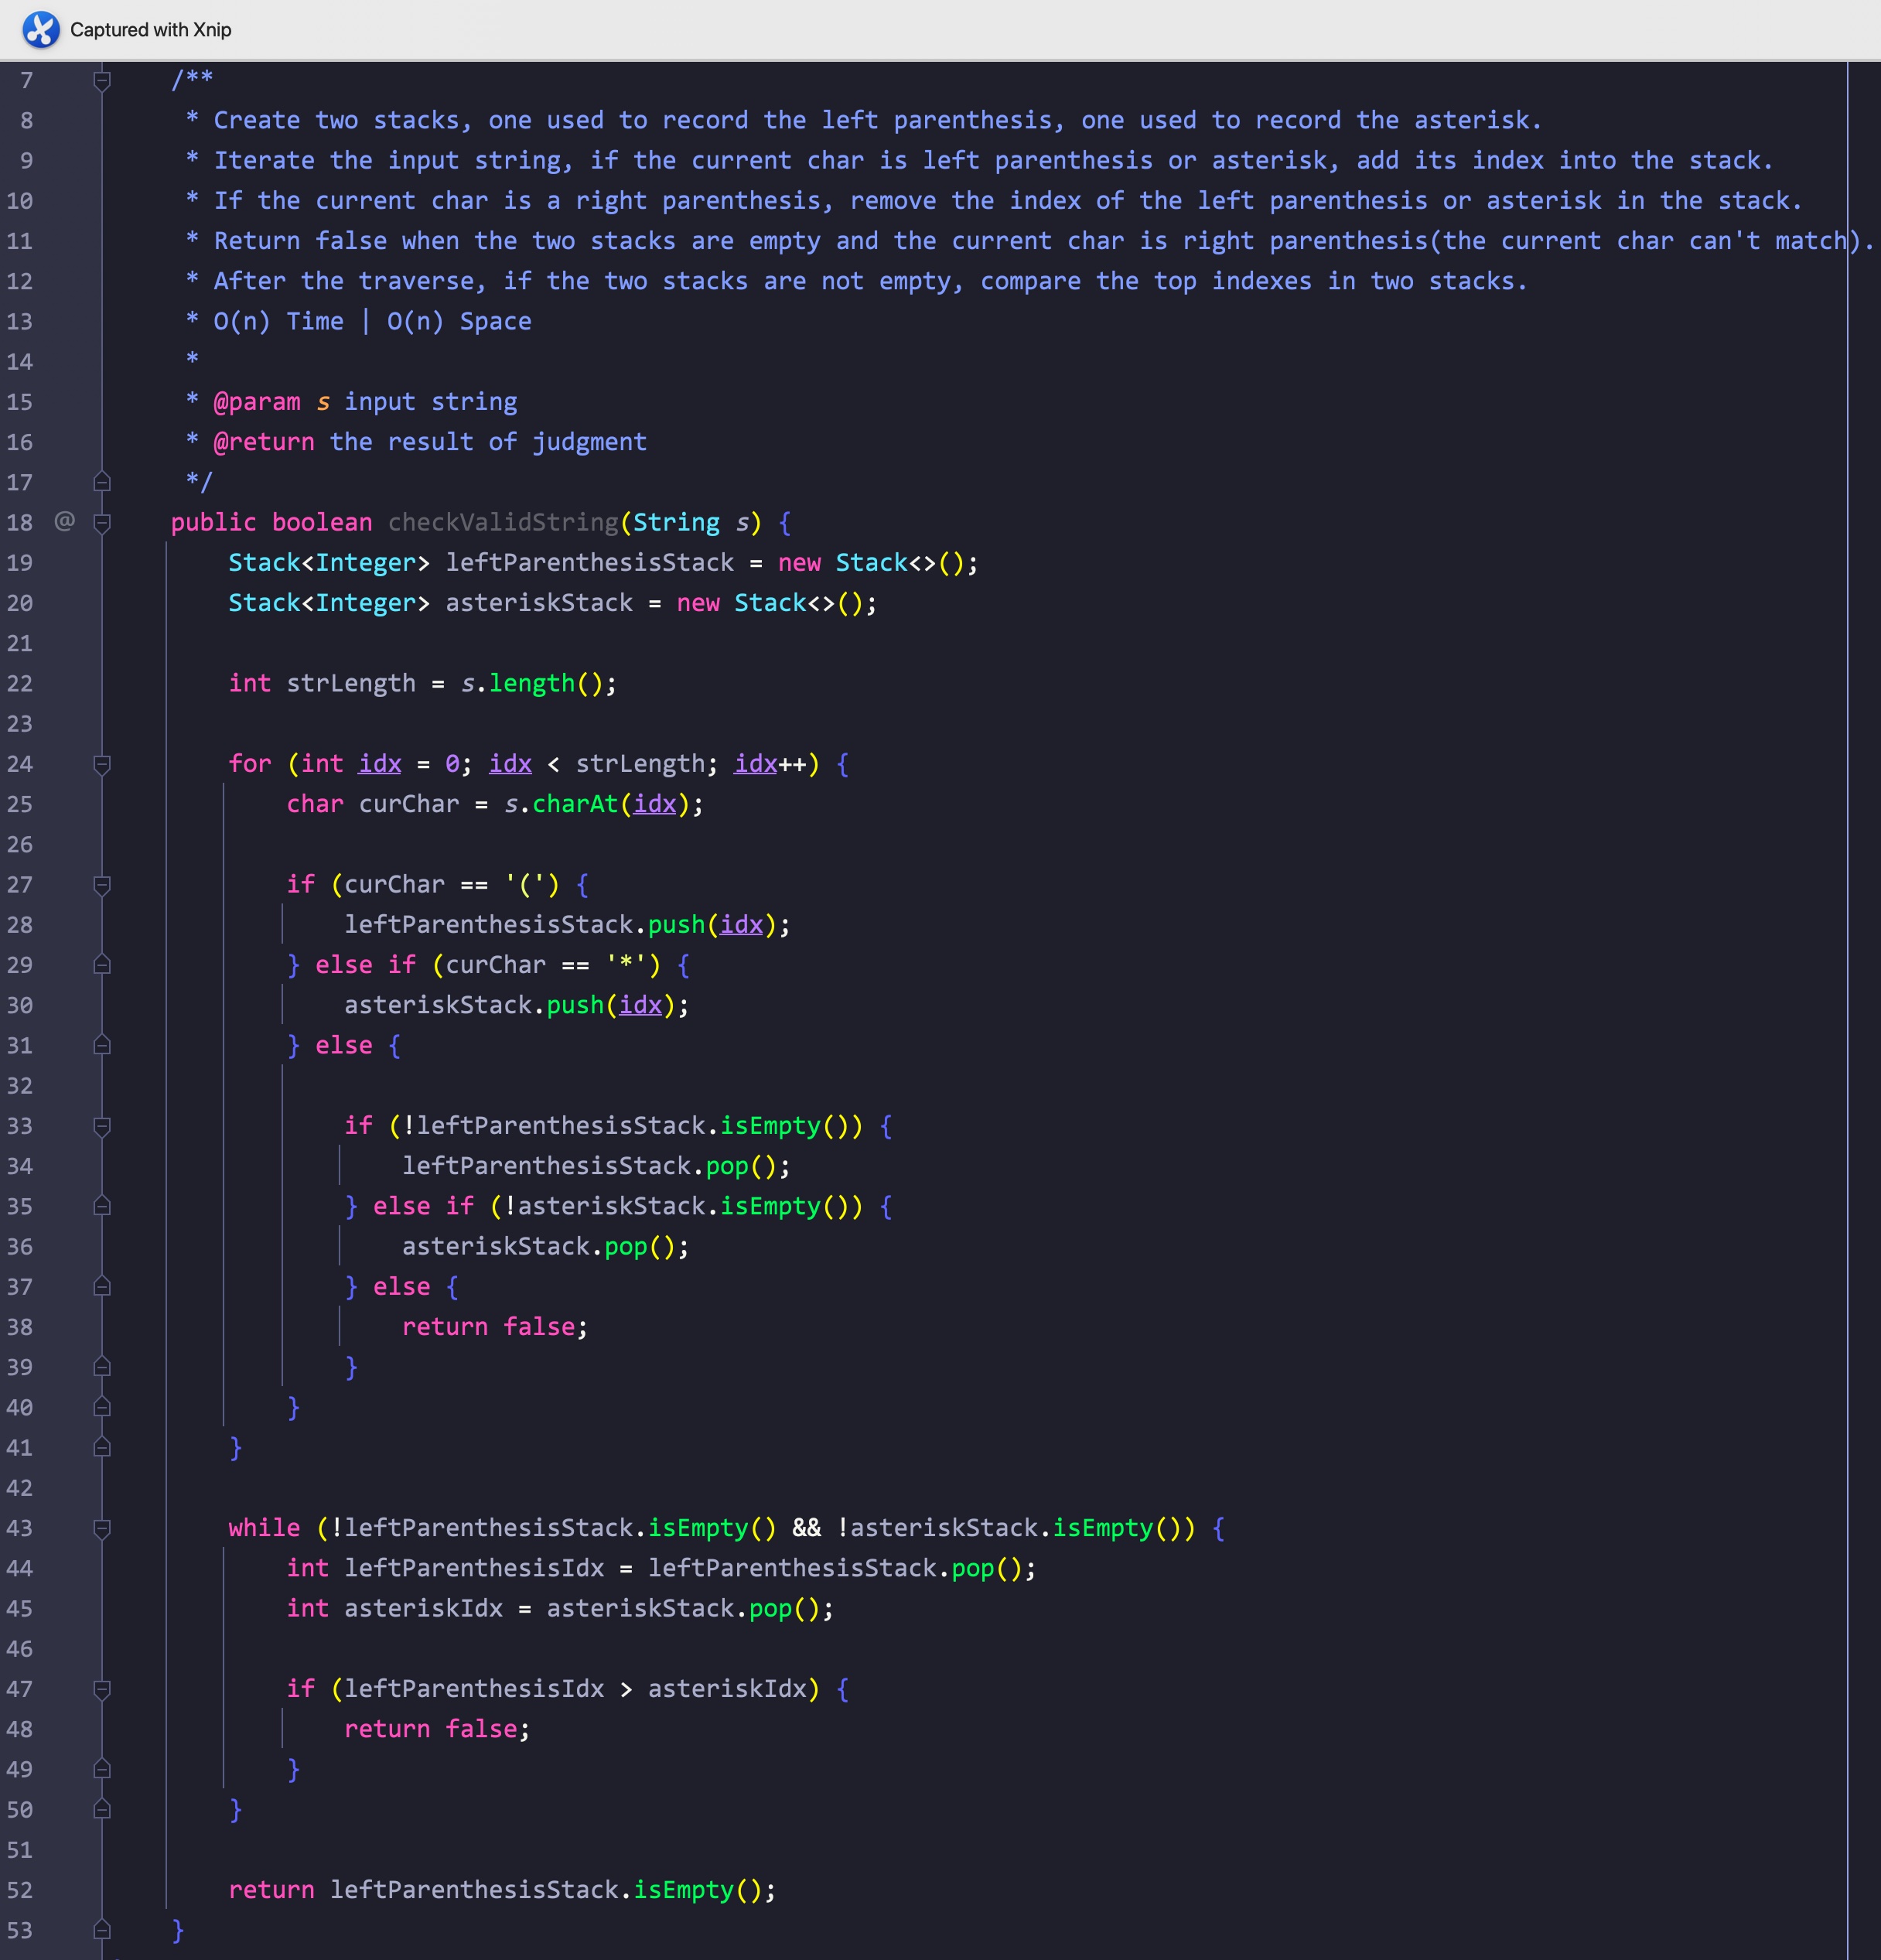 Captured with Xnip
7 /**
8 * Create two stacks, one used to record the left parenthesis, one used to record the asterisk.
9 * Iterate the input string, if the current char is left parenthesis or asterisk, add its index into the stack.
10 * If the current char is a right parenthesis, remove the index of the left parenthesis or asterisk in the stack.
11 * Return false when the two stacks are empty and the current char is right parenthesis(the current char can't match).
12 * After the traverse, if the two stacks are not empty, compare the top indexes in two stacks.
13 * O(n) Time | O(n) Space
14 *
15 * @param s input string
16 * @return the result of judgment
17 */
18 @ public boolean checkValidString(String s) {
19 Stack<Integer> leftParenthesisStack = new Stack<>();
20 Stack<Integer> asteriskStack = new Stack<>();
21
22 int strLength = s.length();
23
24 for (int idx = 0; idx < strLength; idx++) {
25 char curChar = s.charAt(idx);
26
27 if (curChar == '(') {
28 leftParenthesisStack.push(idx);
29 } else if (curChar == '*') {
30 asteriskStack.push(idx);
31 } else {
32
33 if (!leftParenthesisStack.isEmpty()) {
34 leftParenthesisStack.pop();
35 } else if (!asteriskStack.isEmpty()) {
36 asteriskStack.pop();
37 } else {
38 return false;
39 }
40 }
41 }
42
43 while (!leftParenthesisStack.isEmpty() && !asteriskStack.isEmpty()) {
44 int leftParenthesisIdx = leftParenthesisStack.pop();
45 int asteriskIdx = asteriskStack.pop();
46
47 if (leftParenthesisIdx > asteriskIdx) {
48 return false;
49 }
50 }
51
52 return leftParenthesisStack.isEmpty();
53 }